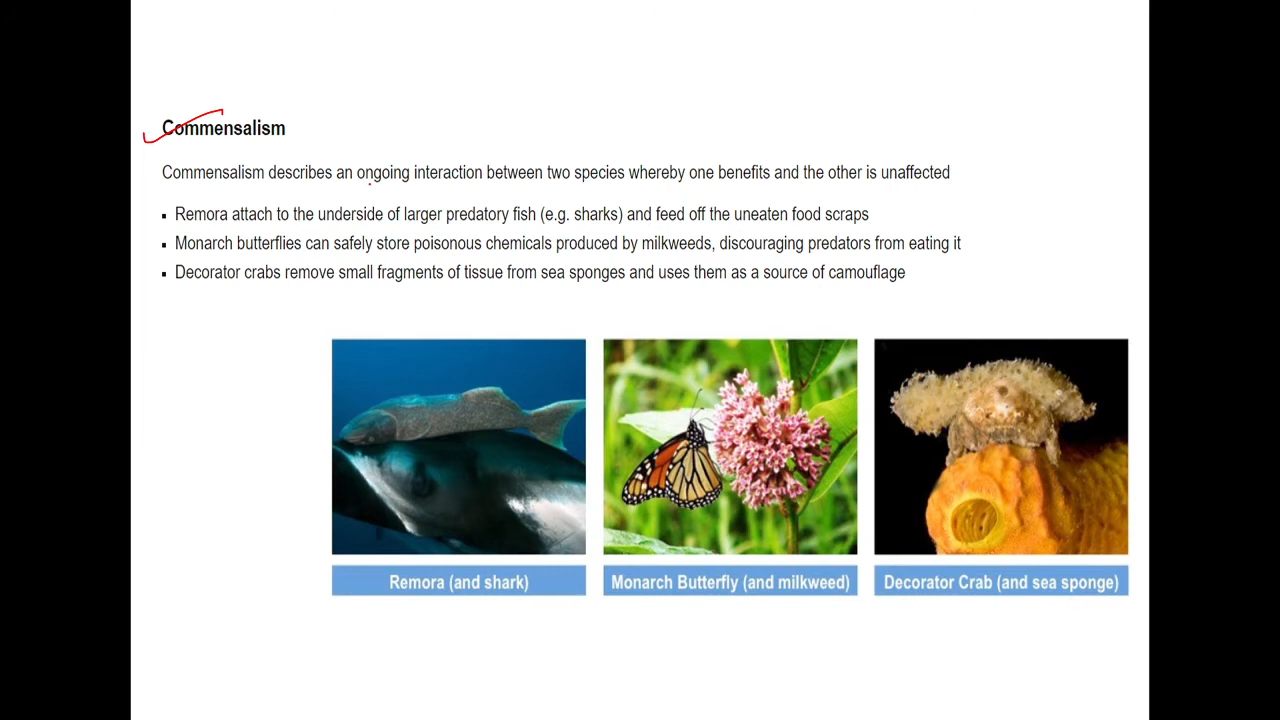 Commensalism
Commensalism describes an ongoing interaction between two species whereby one benefits and the other is unaffected
▪ Remora attach to the underside of larger predatory fish (e.g. sharks) and feed off the uneaten food scraps
▪ Monarch butterflies can safely store poisonous chemicals produced by milkweeds, discouraging predators from eating it
▪ Decorator crabs remove small fragments of tissue from sea sponges and uses them as a source of camouflage
Remora (and shark)
Monarch Butterfly (and milkweed)
Decorator Crab (and sea sponge)